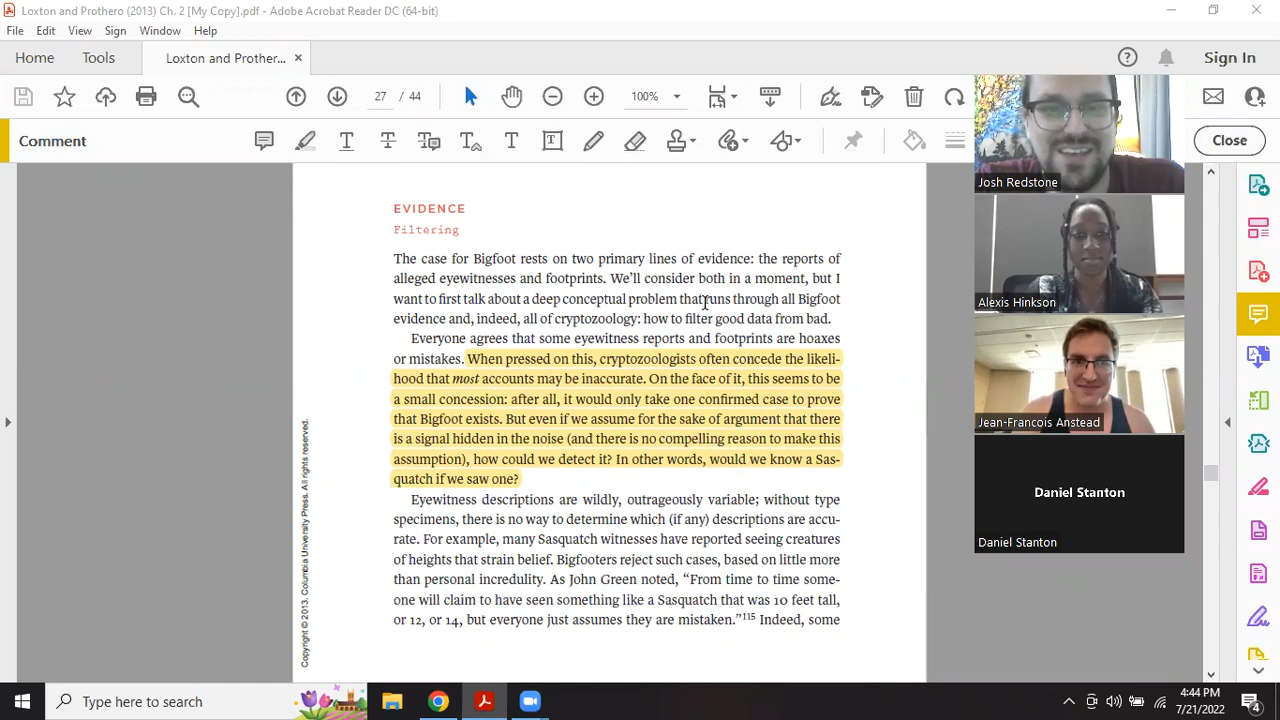 Loxton and Prothero (2013) Ch. 2 [My Copy].pdf - Adobe Acrobat Reader DC (64-bit)
File Edit View Sign Window Help
Home Tools Loxton and Prother... × Sign In
27 / 44 100%
Comment Close
EVIDENCE
Filtering
The case for Bigfoot rests on two primary lines of evidence: the reports of
alleged eyewitnesses and footprints. We'll consider both in a moment, but I
want to first talk about a deep conceptual problem that runs through all Bigfoot
evidence and, indeed, all of cryptozoology: how to filter good data from bad.
Everyone agrees that some eyewitness reports and footprints are hoaxes
or mistakes. When pressed on this, cryptozoologists often concede the likeli-
hood that most accounts may be inaccurate. On the face of it, this seems to be
a small concession: after all, it would only take one confirmed case to prove
that Bigfoot exists. But even if we assume for the sake of argument that there
is a signal hidden in the noise (and there is no compelling reason to make this
assumption), how could we detect it? In other words, would we know a Sas-
quatch if we saw one?
Eyewitness descriptions are wildly, outrageously variable; without type
specimens, there is no way to determine which (if any) descriptions are accu-
rate. For example, many Sasquatch witnesses have reported seeing creatures
of heights that strain belief. Bigfooters reject such cases, based on little more
than personal incredulity. As John Green noted, "From time to time some-
one will claim to have seen something like a Sasquatch that was 10 feet tall,
or 12, or 14, but everyone just assumes they are mistaken."115 Indeed, some
Copyright © 2013. Columbia University Press. All rights reserved.
Josh Redstone
Alexis Hinkson
Jean-Francois Anstead
Daniel Stanton
Daniel Stanton
Type here to search
4:44 PM
7/21/2022
4